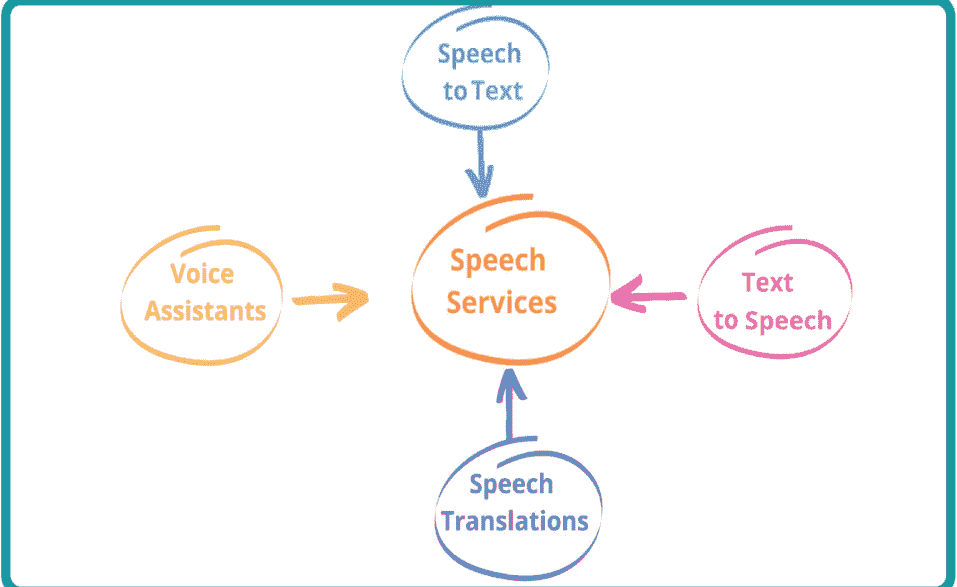 Speech
to Text
Voice
Assistants
Speech
Services
Text
to Speech
Speech
Translations